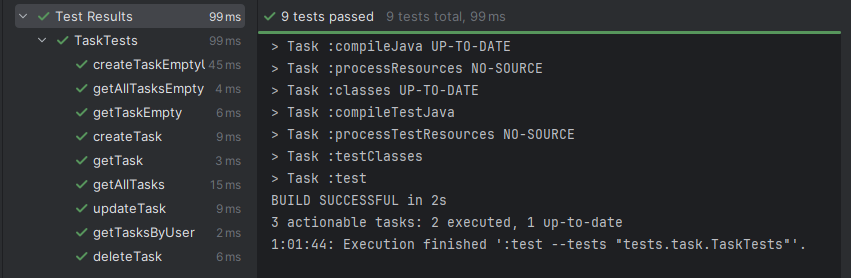 Test Results 99 ms
TaskTests 99 ms
createTaskEmptyU 45 ms
getAllTasksEmpty 4 ms
getTaskEmpty 6 ms
createTask 9 ms
getTask 3 ms
getAllTasks 15 ms
updateTask 9 ms
getTasksByUser 2 ms
deleteTask 6 ms
9 tests passed 9 tests total, 99 ms
> Task :compileJava UP-TO-DATE
> Task :processResources NO-SOURCE
> Task :classes UP-TO-DATE
> Task :compileTestJava
> Task :processTestResources NO-SOURCE
> Task :testClasses
> Task :test
BUILD SUCCESSFUL in 2s
3 actionable tasks: 2 executed, 1 up-to-date
1:01:44: Execution finished ':test --tests "tests.task.TaskTests"'.